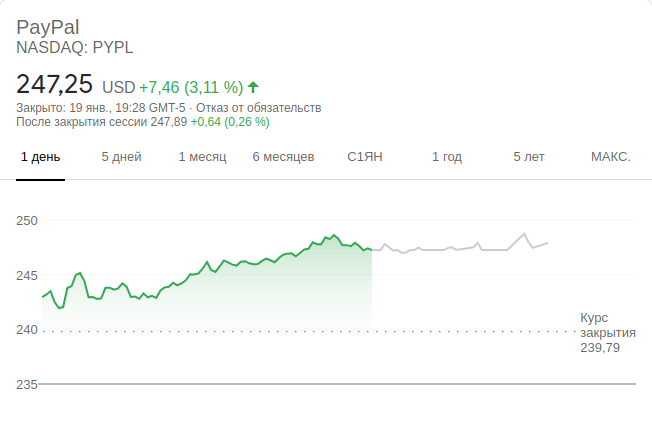 PayPal
NASDAQ: PYPL
247,25 USD +7,46 (3,11 %)
Закрыто: 19 янв., 19:28 GMT-5 · Отказ от обязательств
После закрытия сессии 247,89 +0,64 (0,26 %)
1 день 5 дней 1 месяц 6 месяцев С1ЯН 1 год 5 лет МАКС.
250
245
240
235
Курс
закрытия
239,79